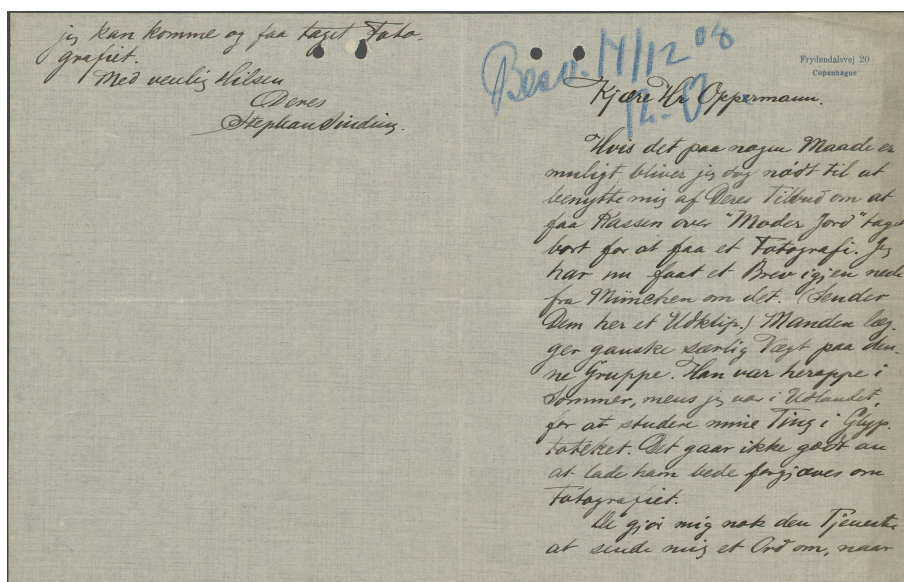 Frydendalsvej 20
Copenhague
Besv. 14/12 08
Kjære Hr. Oppermann.
Hvis det paa nogen Maade er
muligt bliver jeg dog nødt til at
benytte mig af Deres Tilbud om at
faa Kassen over "Moder Jord" taget
bort for at faa et Fotografi. Jeg
har nu faaet et Brev igjen nede
fra München om det. (Sender
Dem her et Udklip.) Manden læg-
ger ganske særlig Vægt paa den-
ne Gruppe. Han var heroppe i
Sommer, mens jeg var i Udlandet,
for at studere mine Ting i Glyp-
toteket. Det gaar ikke godt an
at lade ham bede forgjæves om
Fotografiet.
De gjør mig nok den Tjeneste
at sende mig et Ord om, naar
jeg kan komme og faa taget Foto-
grafiet.
Med venlig Hilsen
Deres
Stephan Sinding.